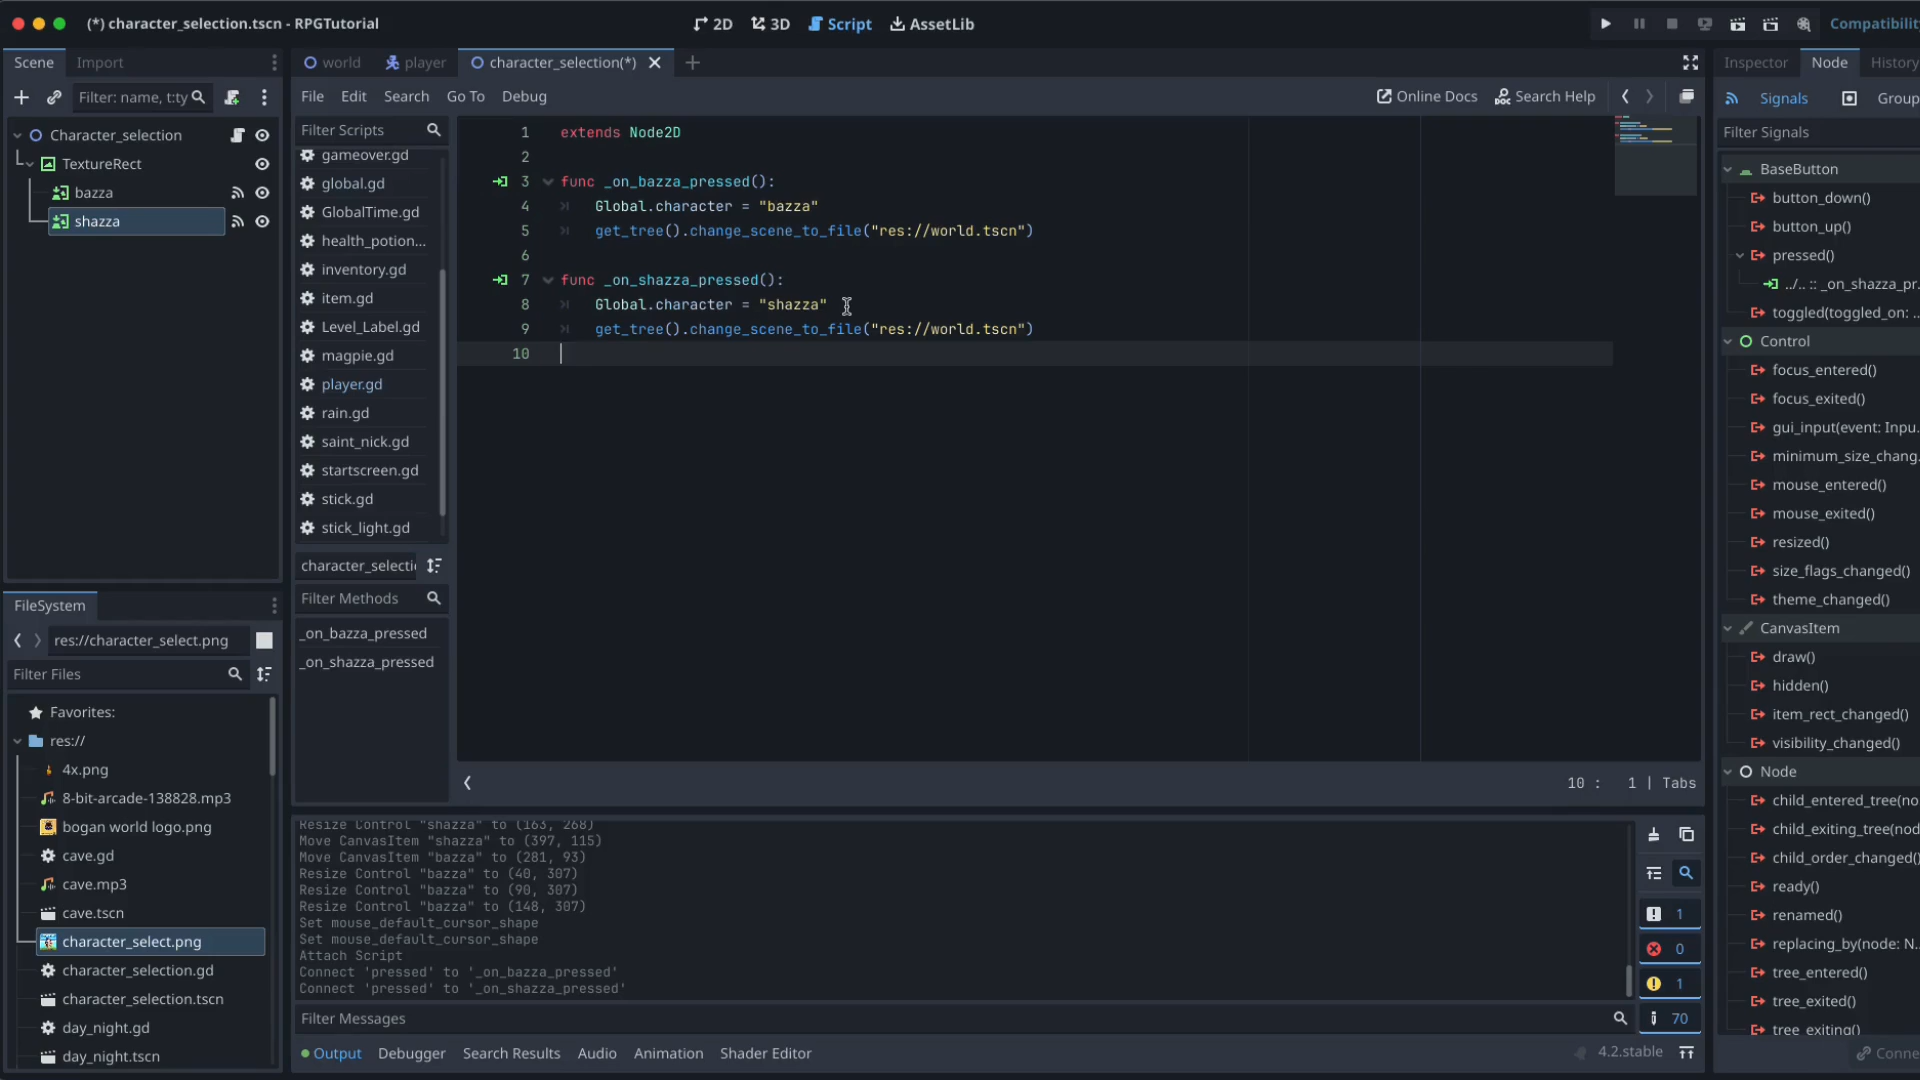 (*) character_selection.tscn - RPGTutorial
2D
3D
Script
AssetLib
Compatibility
Scene
Import
Filter: name, t:ty
Character_selection
TextureRect
bazza
shazza
world
player
character_selection(*)
File
Edit
Search
Go To
Debug
Online Docs
Search Help
Filter Scripts
gameover.gd
global.gd
GlobalTime.gd
health_potion...
inventory.gd
item.gd
Level_Label.gd
magpie.gd
player.gd
rain.gd
saint_nick.gd
startscreen.gd
stick.gd
stick_light.gd
character_selecti
Filter Methods
_on_bazza_pressed
_on_shazza_pressed
1 extends Node2D
2
3 func _on_bazza_pressed():
4 Global.character = "bazza"
5 get_tree().change_scene_to_file("res://world.tscn")
6
7 func _on_shazza_pressed():
8 Global.character = "shazza"
9 get_tree().change_scene_to_file("res://world.tscn")
10
10 : 1 | Tabs
Resize Control "shazza" to (163, 268)
Move CanvasItem "shazza" to (397, 115)
Move CanvasItem "bazza" to (281, 93)
Resize Control "bazza" to (40, 307)
Resize Control "bazza" to (90, 307)
Resize Control "bazza" to (148, 307)
Set mouse_default_cursor_shape
Set mouse_default_cursor_shape
Attach Script
Connect 'pressed' to '_on_bazza_pressed'
Connect 'pressed' to '_on_shazza_pressed'
Filter Messages
1
0
1
70
Output
Debugger
Search Results
Audio
Animation
Shader Editor
4.2.stable
FileSystem
res://character_select.png
Filter Files
Favorites:
res://
4x.png
8-bit-arcade-138828.mp3
bogan world logo.png
cave.gd
cave.mp3
cave.tscn
character_select.png
character_selection.gd
character_selection.tscn
day_night.gd
day_night.tscn
Inspector
Node
History
Signals
Group
Filter Signals
BaseButton
button_down()
button_up()
pressed()
../.. :: _on_shazza_pr.
toggled(toggled_on: ..
Control
focus_entered()
focus_exited()
gui_input(event: Inpu.
minimum_size_chang.
mouse_entered()
mouse_exited()
resized()
size_flags_changed()
theme_changed()
CanvasItem
draw()
hidden()
item_rect_changed()
visibility_changed()
Node
child_entered_tree(no
child_exiting_tree(nod
child_order_changed()
ready()
renamed()
replacing_by(node: N..
tree_entered()
tree_exited()
tree_exiting()
Conne